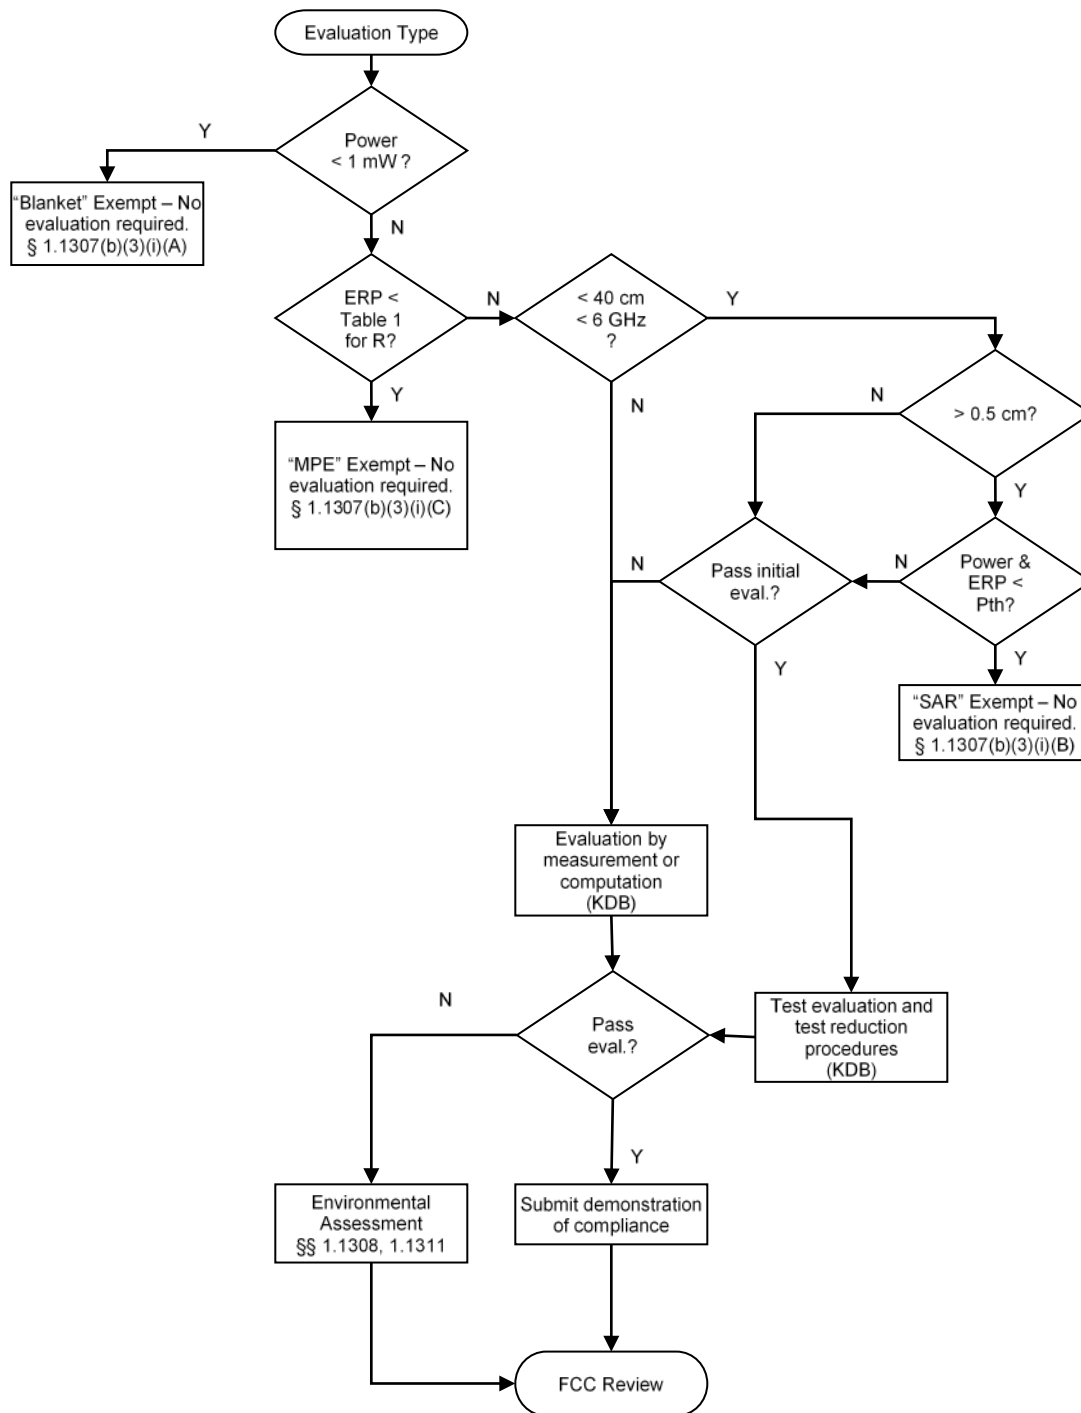 Evaluation Type
Y
Power
< 1 mW ?
“Blanket” Exempt – No
evaluation required.
§ 1.1307(b)(3)(i)(A)
N
ERP <
Table 1
for R?
N
< 40 cm
< 6 GHz
?
Y
Y
N
N
> 0.5 cm?
“MPE” Exempt – No
evaluation required.
§ 1.1307(b)(3)(i)(C)
Y
N
Pass initial
eval.?
N
Power &
ERP <
Pth?
Y
Y
“SAR” Exempt – No
evaluation required.
§ 1.1307(b)(3)(i)(B)
Evaluation by
measurement or
computation
(KDB)
N
Pass
eval.?
Test evaluation and
test reduction
procedures
(KDB)
Y
Environmental
Assessment
§§ 1.1308, 1.1311
Submit demonstration
of compliance
FCC Review